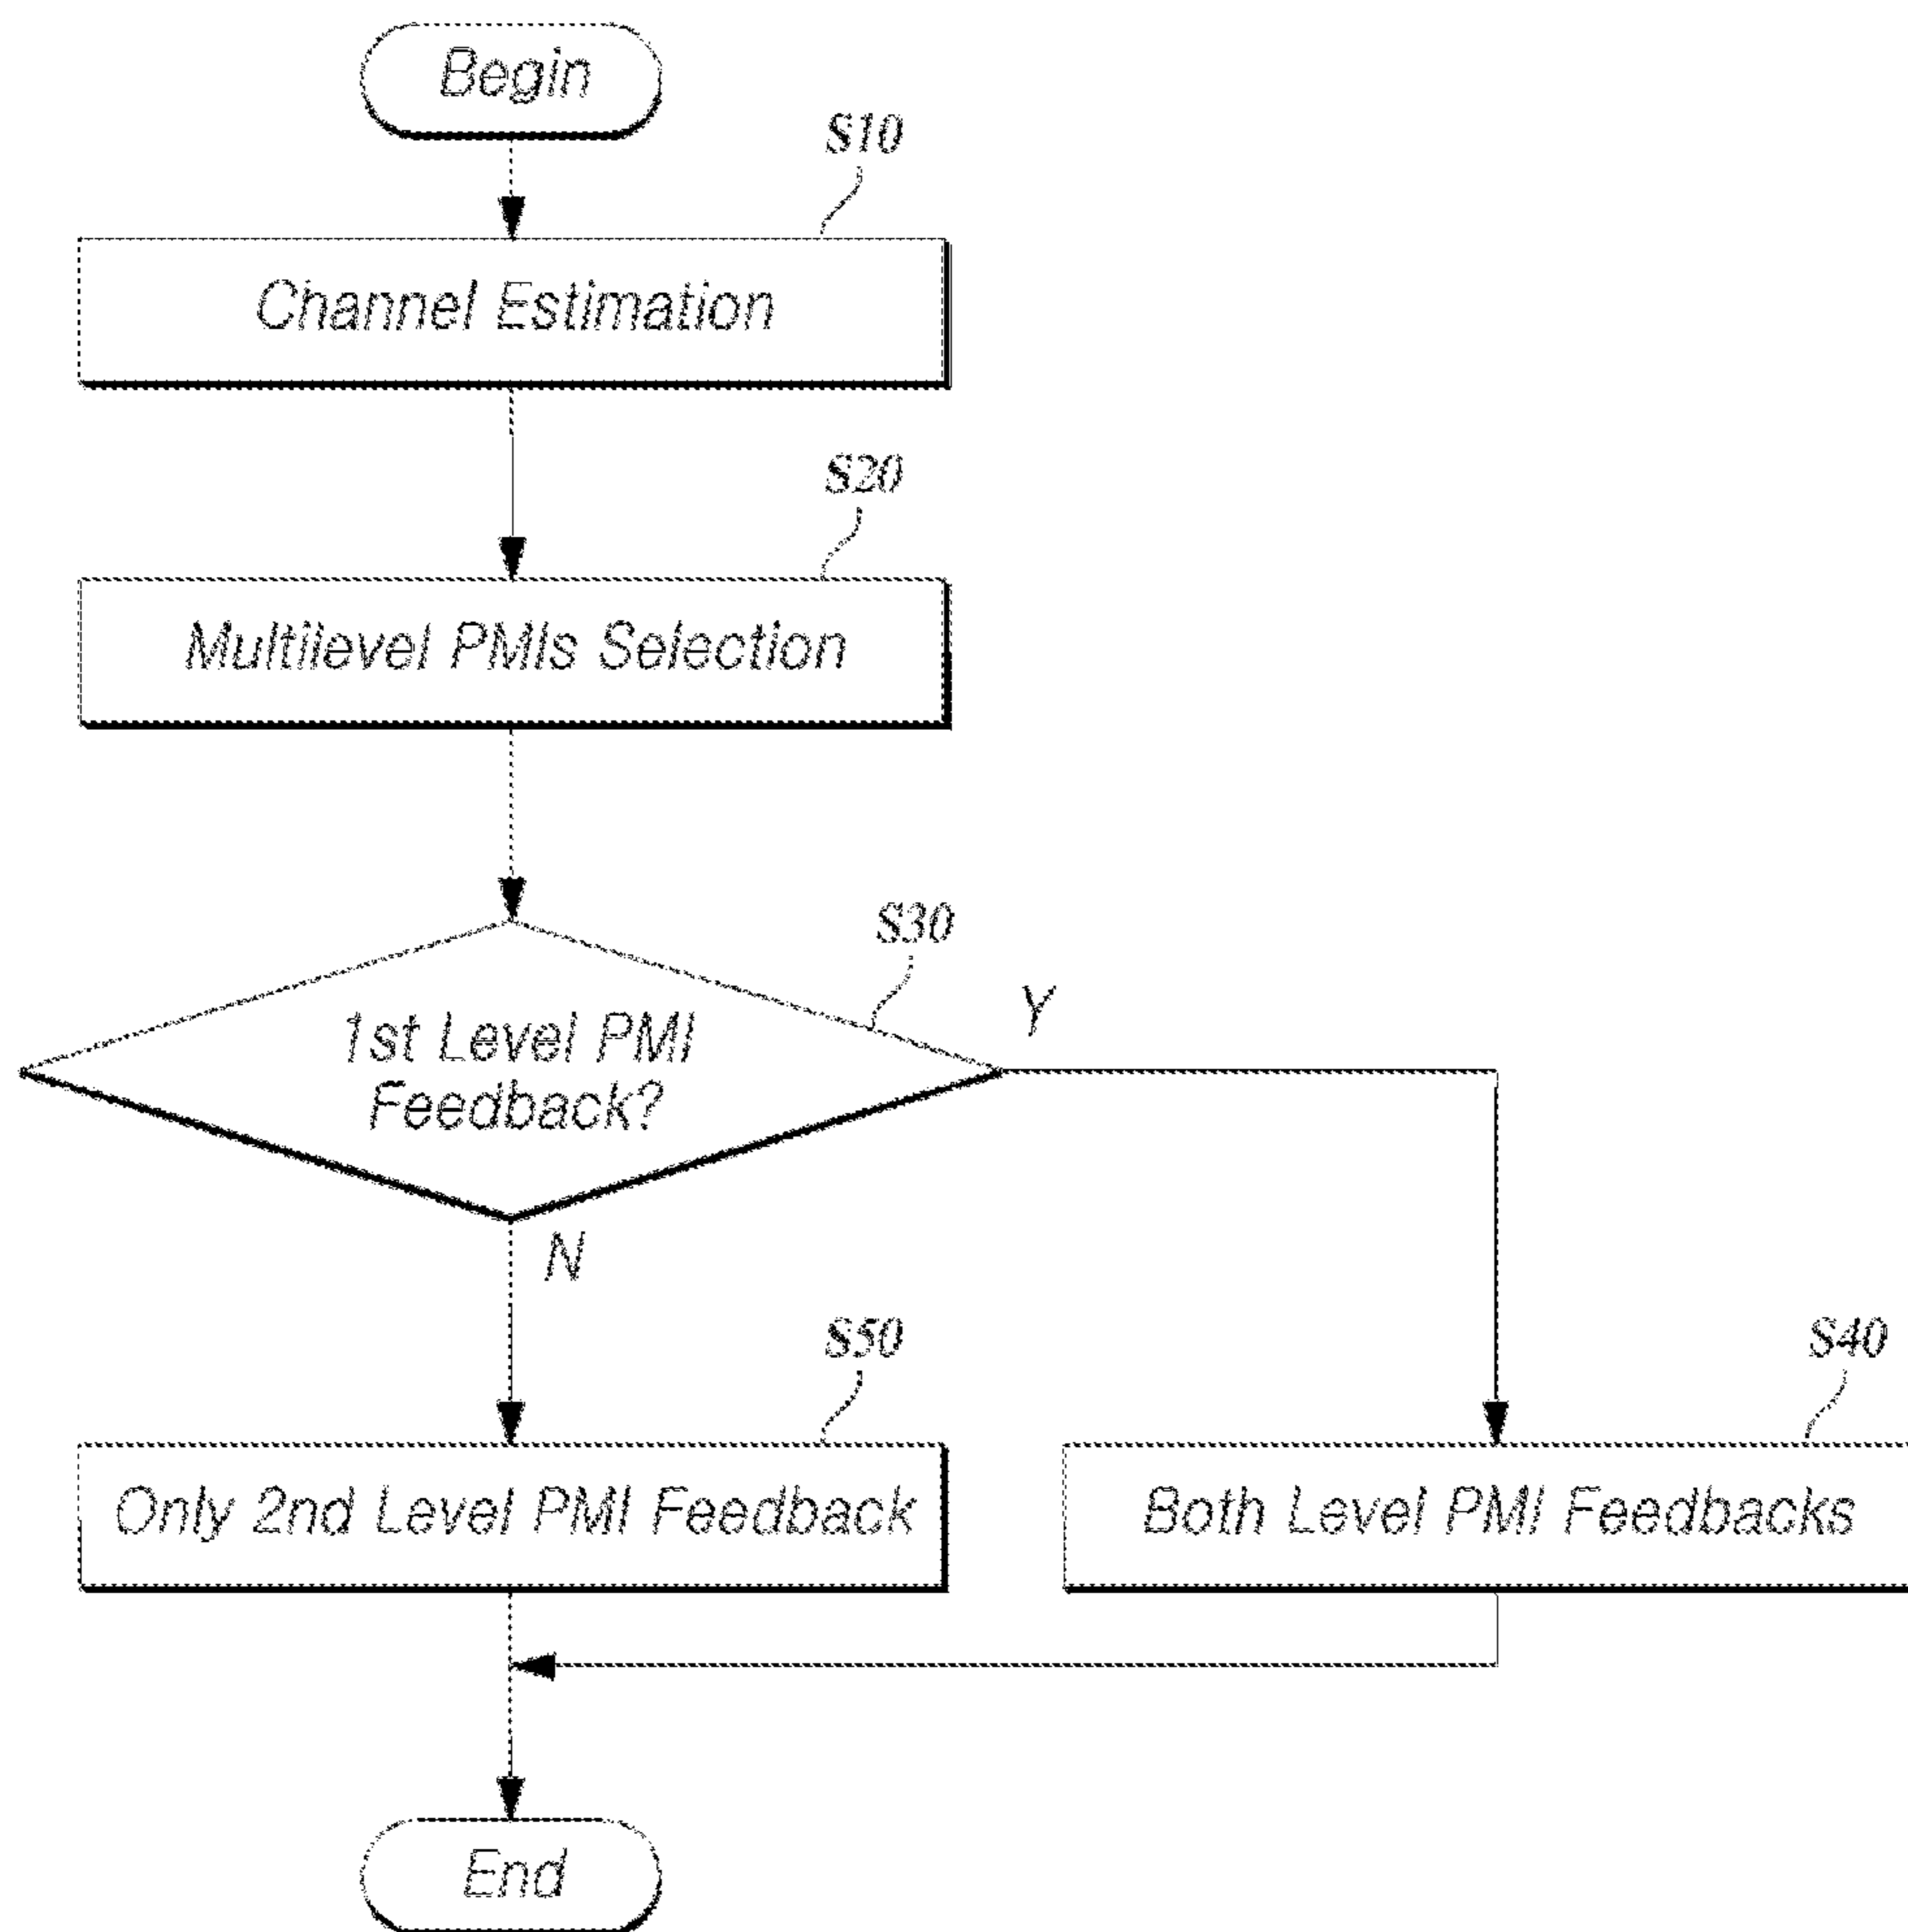 Begin
S10
Channel Estimation
S20
Multilevel PMIs Selection
S30
1st Level PMI
Feedback?
Y
N
S50
Only 2nd Level PMI Feedback
S40
Both Level PMI Feedbacks
End